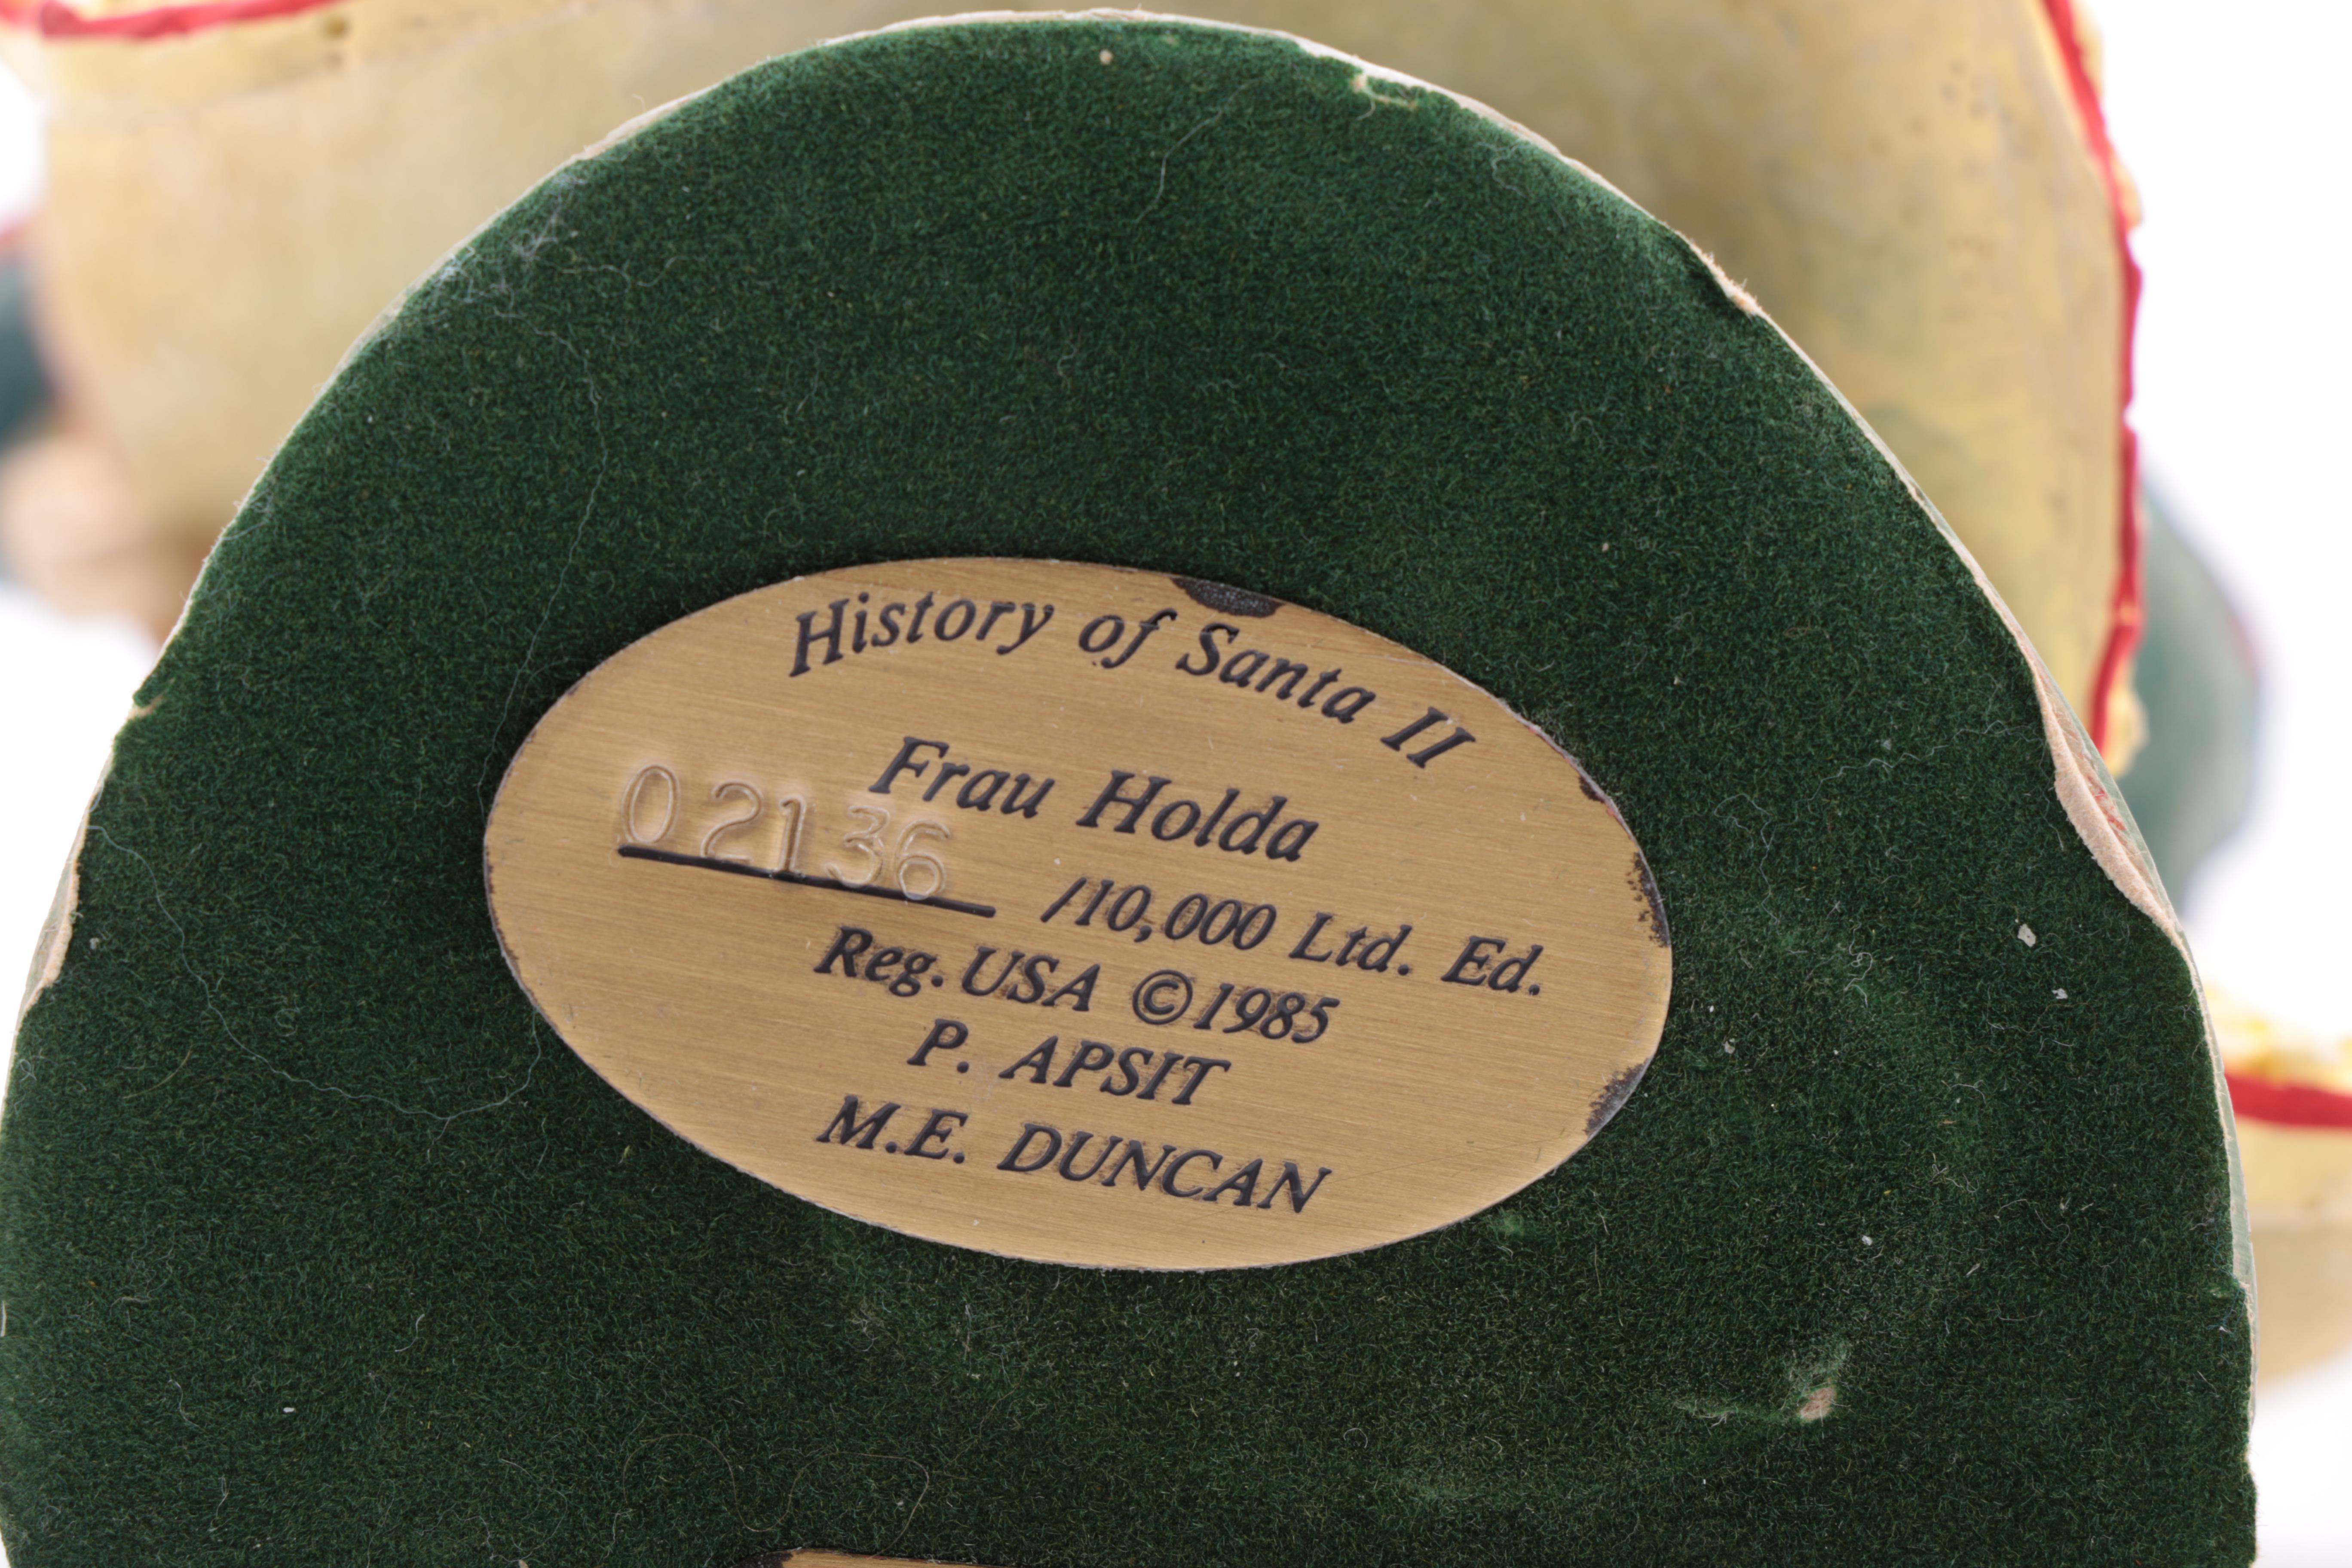 History of Santa II
Frau Holda
02136 /10,000 Ltd. Ed.
Reg. USA ©1985
P. APSIT
M.E. DUNCAN